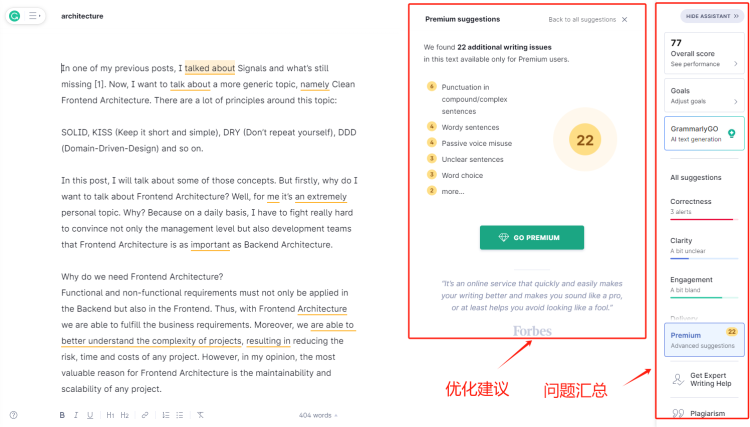 architecture
In one of my previous posts, I talked about Signals and what's still
missing [1]. Now, I want to talk about a more generic topic, namely Clean
Frontend Architecture. There are a lot of principles around this topic:
SOLID, KISS (Keep it short and simple), DRY (Don't repeat yourself), DDD
(Domain-Driven-Design) and so on.
In this post, I will talk about some of those concepts. But firstly, why do I
want to talk about Frontend Architecture? Well, for me it's an extremely
personal topic. Why? Because on a daily basis, I have to fight really hard
to convince not only the management level but also development teams
that Frontend Architecture is as important as Backend Architecture.
Why do we need Frontend Architecture?
Functional and non-functional requirements must not only be applied in
the Backend but also in the Frontend. Thus, with Frontend Architecture
we are able to fulfill the business requirements. Moreover, we are able to
better understand the complexity of projects, resulting in reducing the
risk, time and costs of any project. However, in my opinion, the most
valuable reason for Frontend Architecture is the maintainability and
scalability of any project.
B I U H1 H2
404 words
Premium suggestions
Back to all suggestions
We found 22 additional writing issues
in this text available only for Premium users.
6 Punctuation in
compound/complex
sentences
4 Wordy sentences
4 Passive voice misuse
3 Unclear sentences
3 Word choice
2 more...
22
GO PREMIUM
"It's an online service that quickly and easily makes
your writing better and makes you sound like a pro,
or at least helps you avoid looking like a fool."
Forbes
优化建议
问题汇总
HIDE ASSISTANT
77
Overall score
See performance
Goals
Adjust goals
GrammarlyGO
AI text generation
All suggestions
Correctness
3 alerts
Clarity
A bit unclear
Engagement
A bit bland
Delivery
Premium
22
Advanced suggestions
Get Expert
Writing Help
Plagiarism